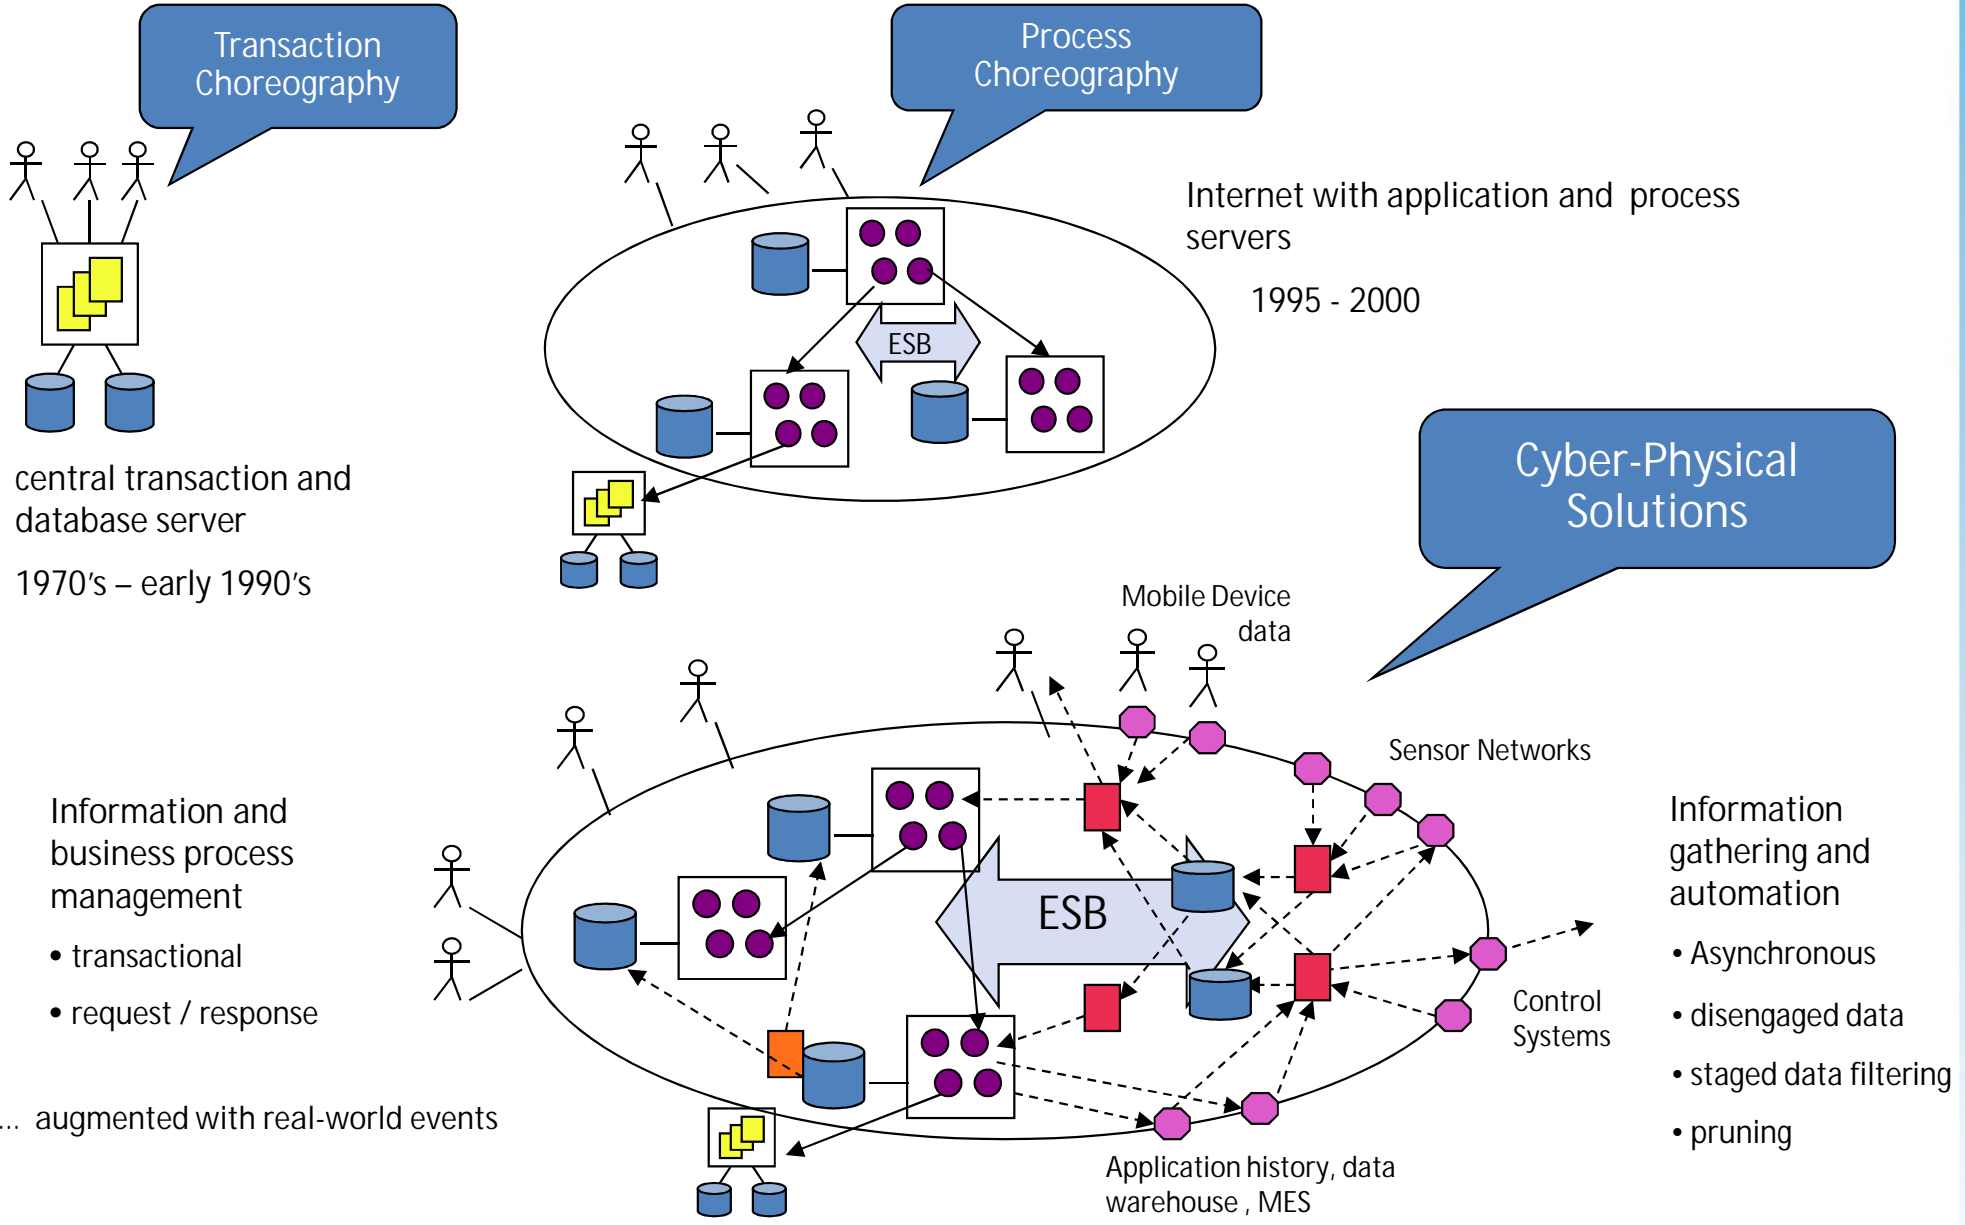 Transaction
Choreography
Process
Choreography
Internet with application and process
servers
1995 - 2000
ESB
central transaction and
database server
1970's – early 1990's
Cyber-Physical
Solutions
Mobile Device
data
Sensor Networks
Information and
business process
management
• transactional
• request / response
... augmented with real-world events
ESB
Information
gathering and
automation
• Asynchronous
• disengaged data
• staged data filtering
• pruning
Control
Systems
Application history, data
warehouse , MES